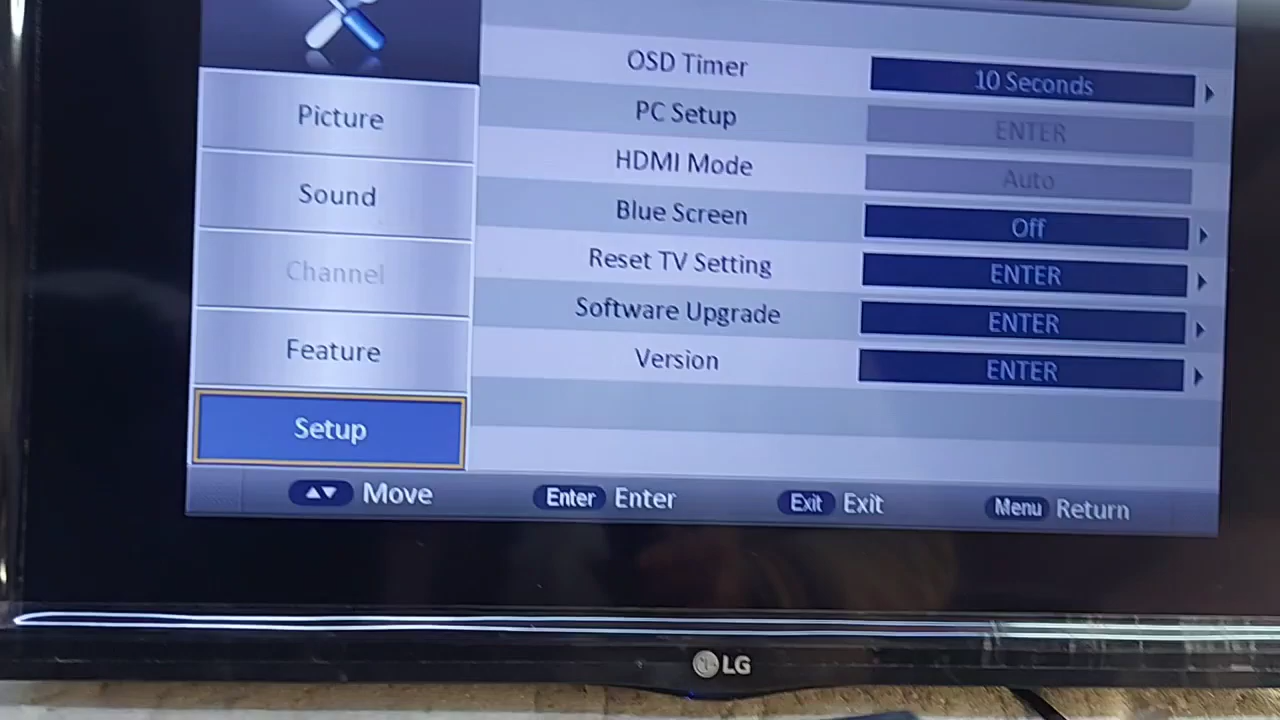 Picture
Sound
Channel
Feature
Setup
OSD Timer 10 Seconds
PC Setup ENTER
HDMI Mode Auto
Blue Screen Off
Reset TV Setting ENTER
Software Upgrade ENTER
Version ENTER
Move Enter Enter Exit Exit Menu Return
LG